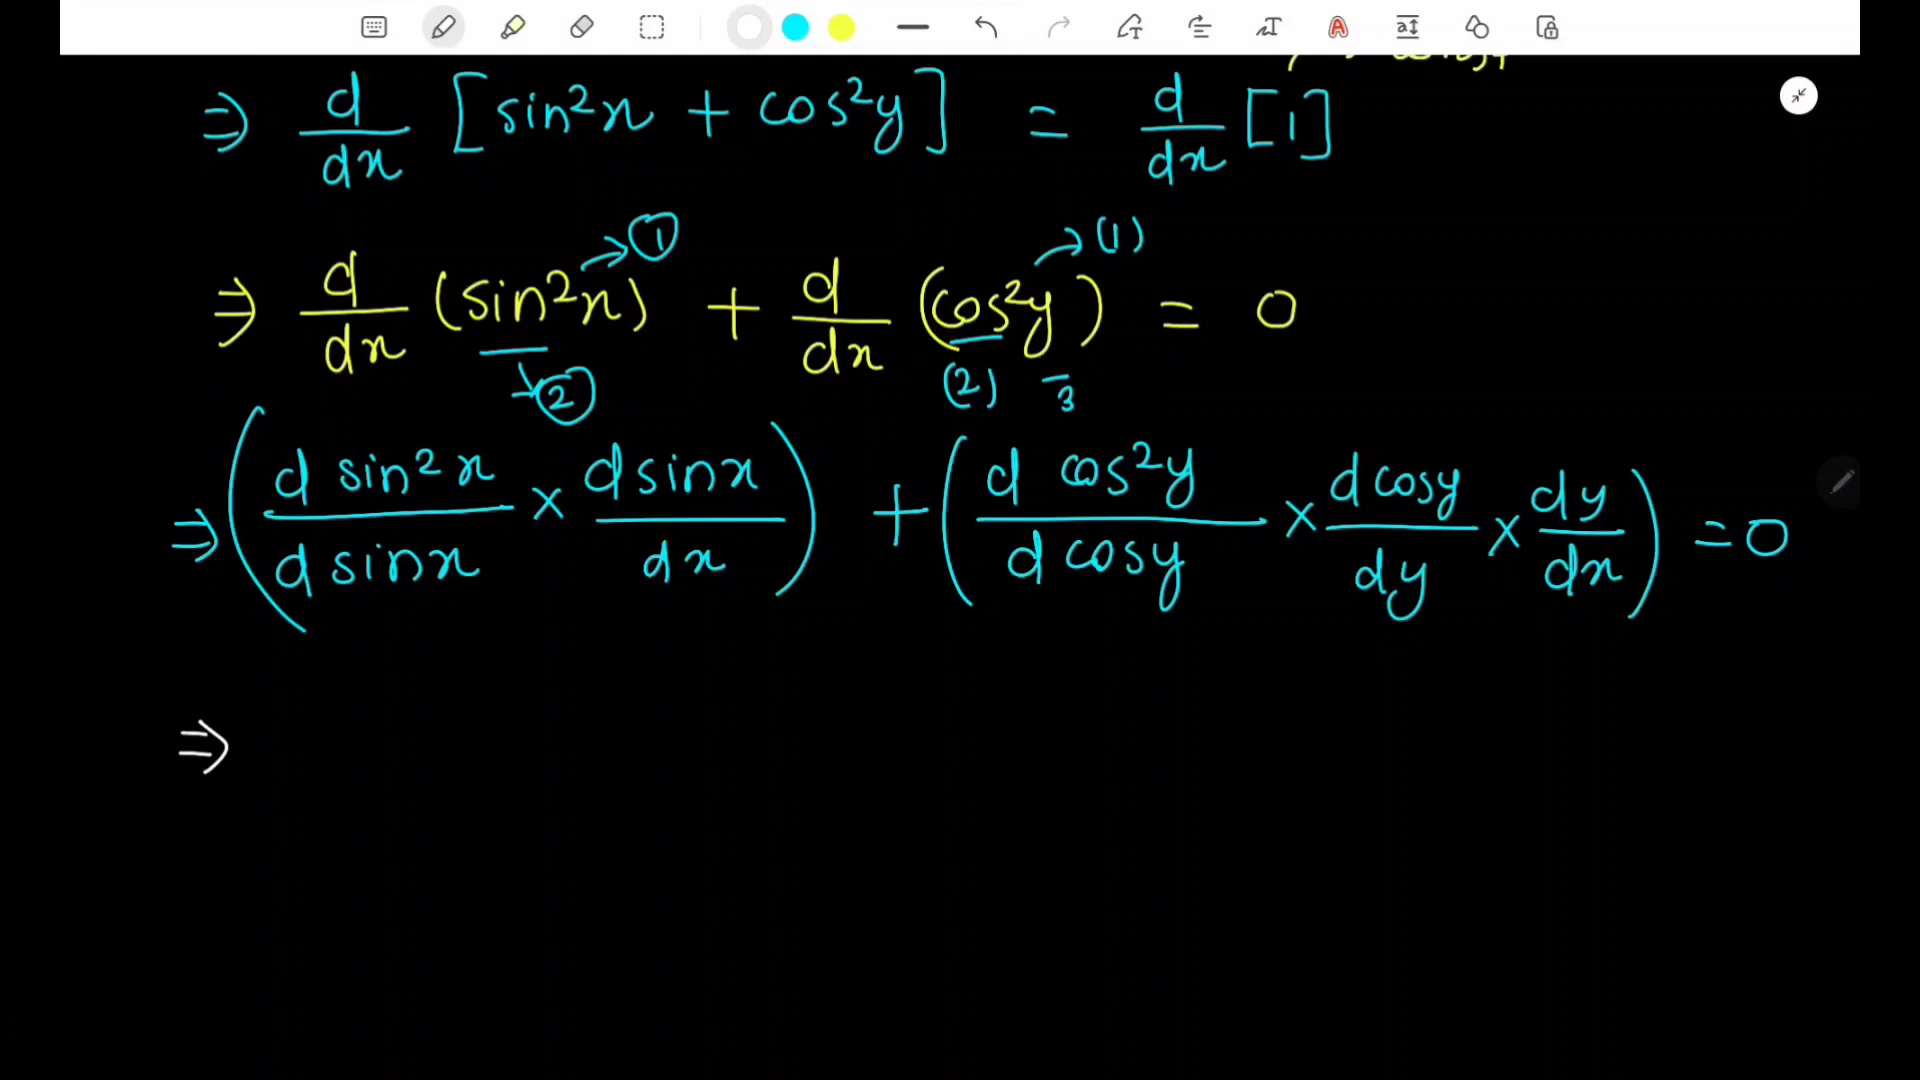 ⇒ d/dx [sin²x + cos²y] = d/dx [1]
→ ① → (1)
⇒ d/dx (sin²x) + d/dx (cos²y) = 0
② (2) 3
⇒ (d sin²x / d sinx × d sinx / dx) + (d cos²y / d cosy × d cosy / dy × dy/dx) = 0
⇒